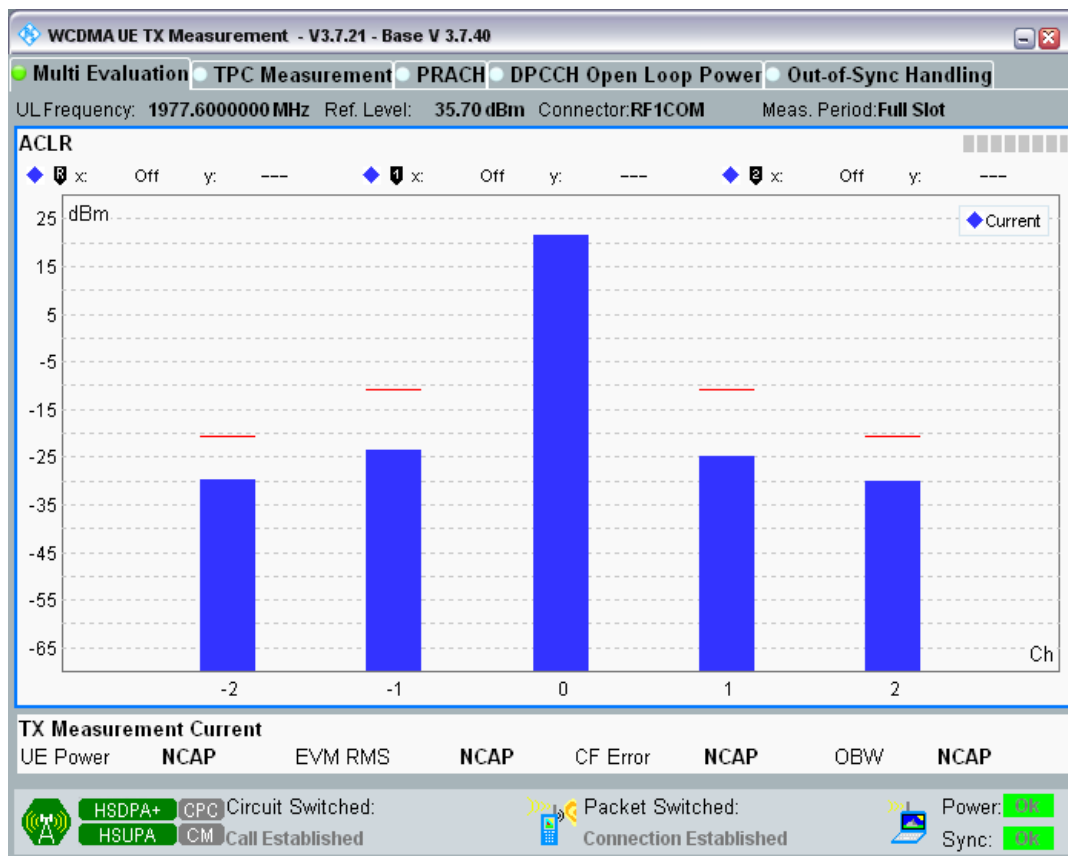 WCDMA UE TX Measurement - V3.7.21 - Base V 3.7.40
Multi Evaluation TPC Measurement PRACH DPCCH Open Loop Power Out-of-Sync Handling
UL Frequency: 1977.6000000 MHz Ref. Level: 35.70 dBm Connector:RF1COM Meas. Period:Full Slot
ACLR
R x: Off y: --- 1 x: Off y: --- 2 x: Off y: ---
dBm
Current
25
15
5
-5
-15
-25
-35
-45
-55
-65
Ch
-2 -1 0 1 2
TX Measurement Current
UE Power NCAP EVM RMS NCAP CF Error NCAP OBW NCAP
HSDPA+ CPC Circuit Switched: Packet Switched: Power: OK
HSUPA CM Call Established Connection Established Sync: OK